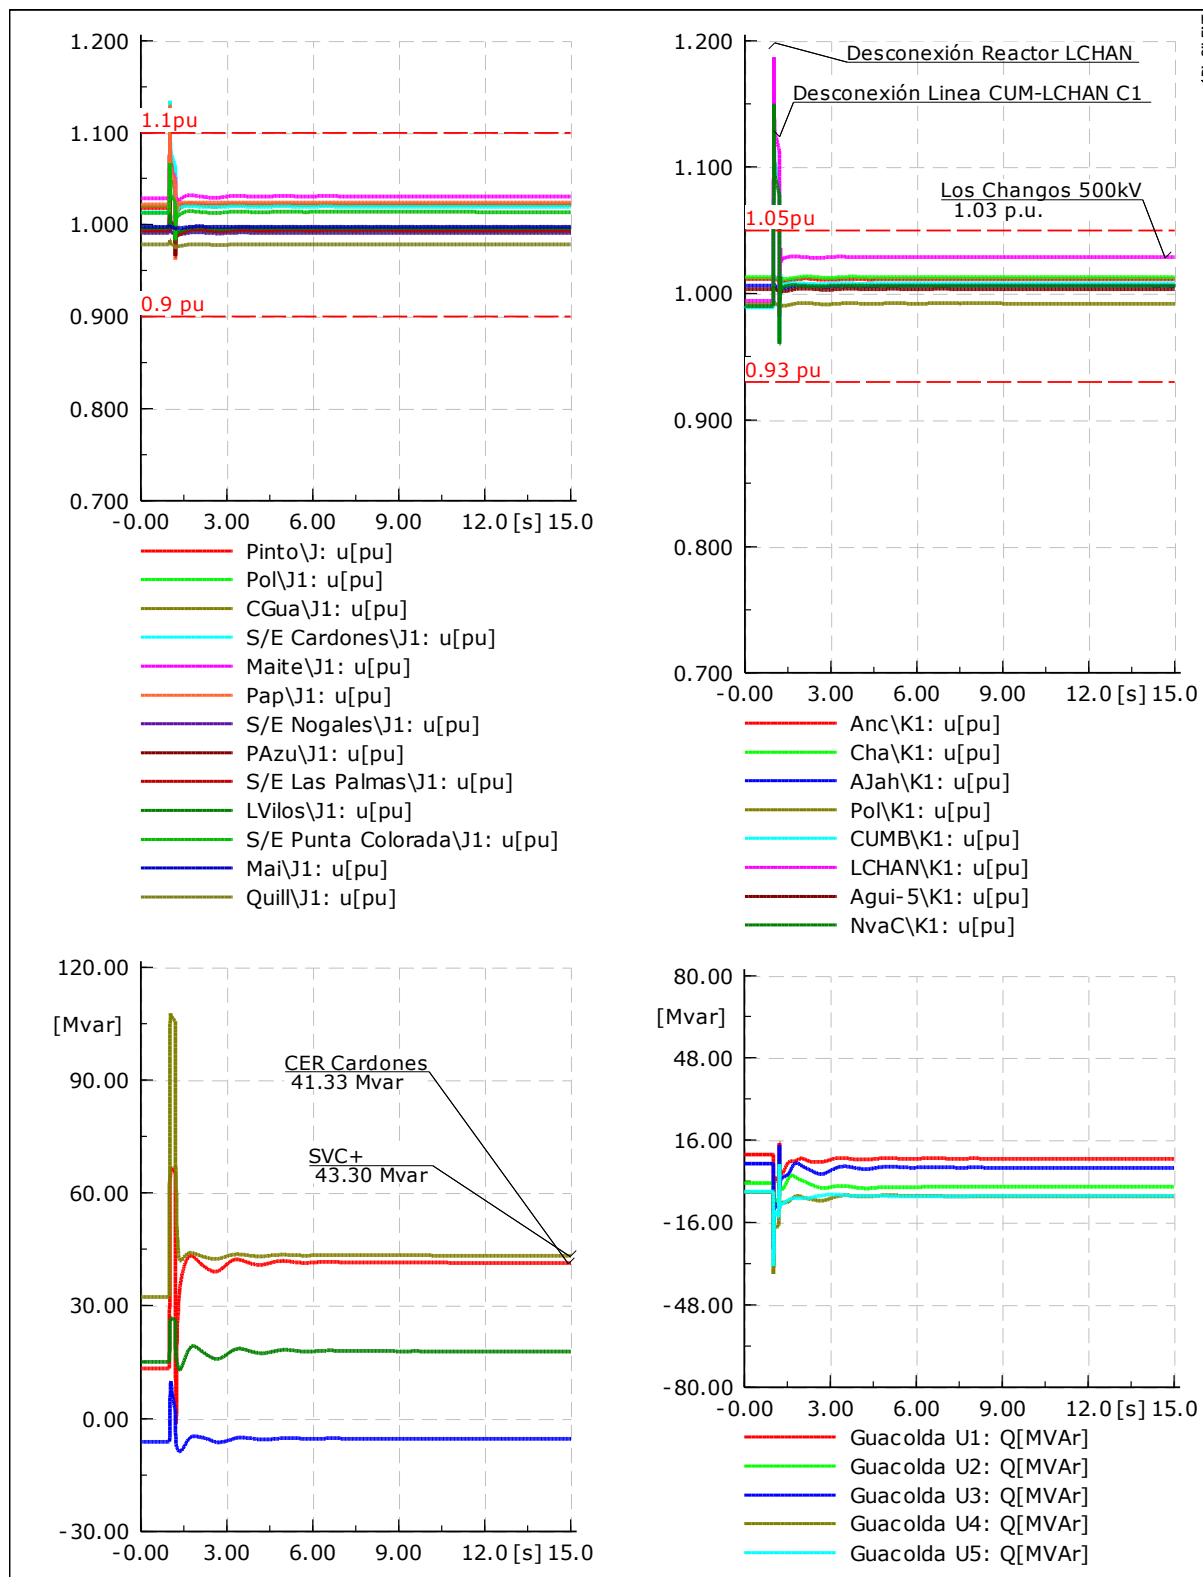 1.200
1.100
1.000
0.900
0.800
0.700
1.1pu
0.9 pu
-0.00 3.00 6.00 9.00 12.0 [s] 15.0
Pinto\J: u[pu]
Pol\J1: u[pu]
CGua\J1: u[pu]
S/E Cardones\J1: u[pu]
Maite\J1: u[pu]
Pap\J1: u[pu]
S/E Nogales\J1: u[pu]
PAzu\J1: u[pu]
S/E Las Palmas\J1: u[pu]
LVilos\J1: u[pu]
S/E Punta Colorada\J1: u[pu]
Mai\J1: u[pu]
Quill\J1: u[pu]
1.200
1.100
1.000
0.900
0.800
0.700
Desconexión Reactor LCHAN
Desconexión Linea CUM-LCHAN C1
Los Changos 500kV
1.03 p.u.
1.05pu
0.93 pu
-0.00 3.00 6.00 9.00 12.0 [s] 15.0
Anc\K1: u[pu]
Cha\K1: u[pu]
AJah\K1: u[pu]
Pol\K1: u[pu]
CUMB\K1: u[pu]
LCHAN\K1: u[pu]
Agui-5\K1: u[pu]
NvaC\K1: u[pu]
120.00
[Mvar]
90.00
60.00
30.00
0.00
-30.00
CER Cardones
41.33 Mvar
SVC+
43.30 Mvar
-0.00 3.00 6.00 9.00 12.0 [s] 15.0
80.00
[Mvar]
48.00
16.00
-16.00
-48.00
-80.00
-0.00 3.00 6.00 9.00 12.0 [s] 15.0
Guacolda U1: Q[MVAr]
Guacolda U2: Q[MVAr]
Guacolda U3: Q[MVAr]
Guacolda U4: Q[MVAr]
Guacolda U5: Q[MVAr]